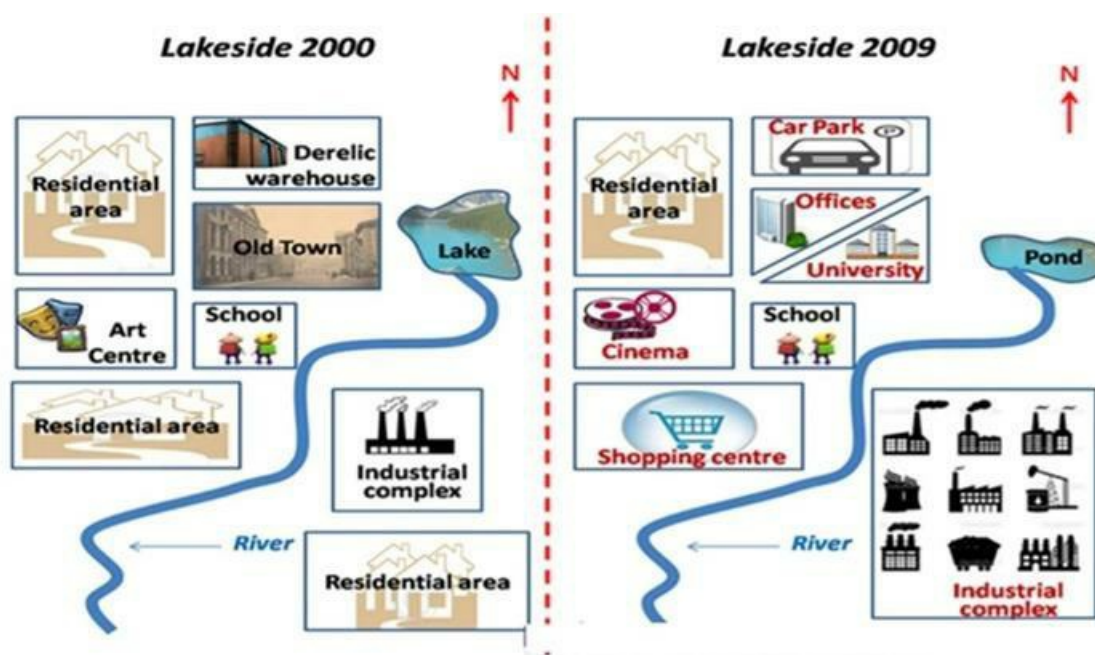 Lakeside 2000
N
Residential
area
Derelic
warehouse
Old Town
Lake
Art
Centre
School
Residential area
Industrial
complex
River
Residential area
Lakeside 2009
N
Residential
area
Car Park
P
Offices
University
Pond
Cinema
School
Shopping centre
River
Industrial
complex